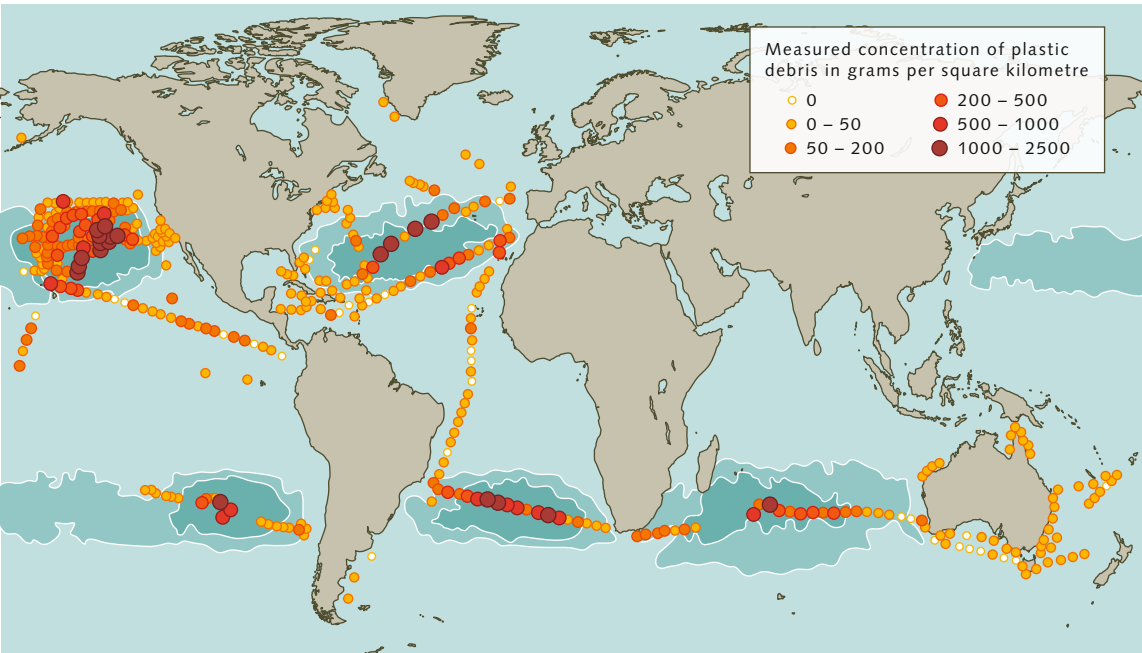 Measured concentration of plastic
debris in grams per square kilometre
0
200 – 500
0 – 50
500 – 1000
50 – 200
1000 – 2500